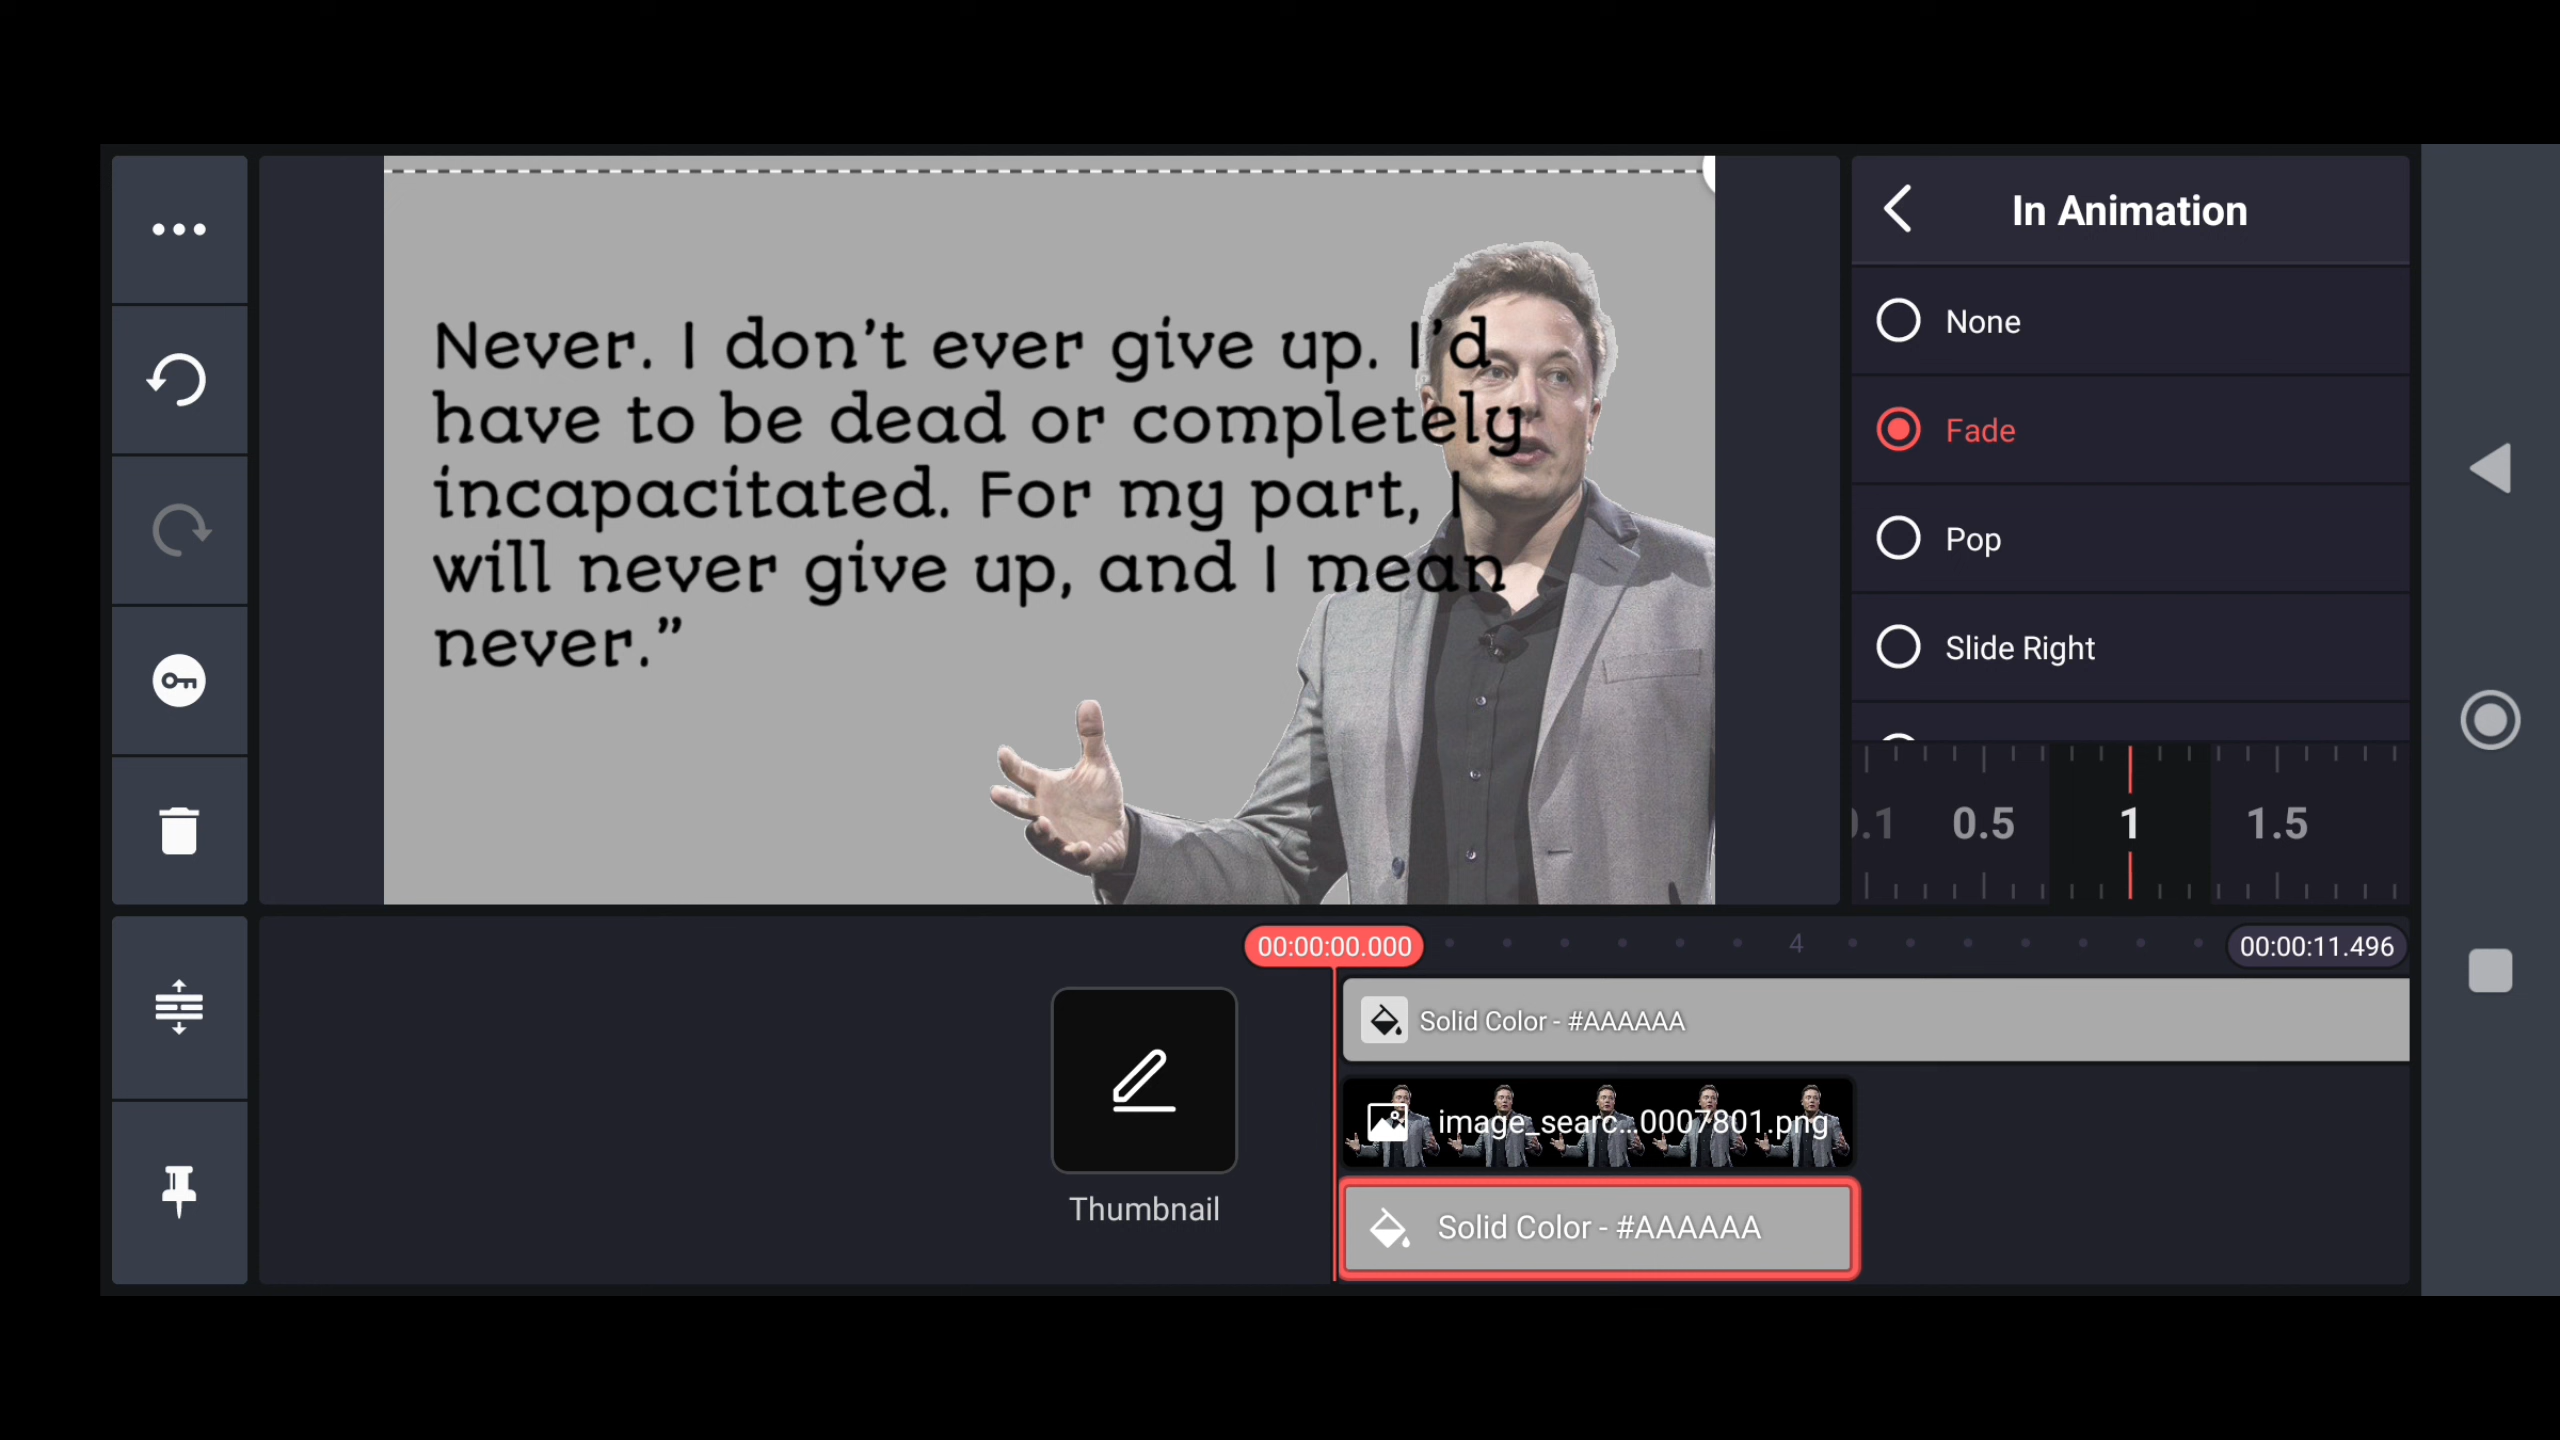 In Animation
None
Fade
Pop
Slide Right
0.5
1
1.5
Never. I don’t ever give up. I’d
have to be dead or completely
incapacitated. For my part, I
will never give up, and I mean
never.”
00:00:00.000
4
00:00:11.496
Solid Color - #AAAAAA
image_searc...0007801.png
Solid Color - #AAAAAA
Thumbnail